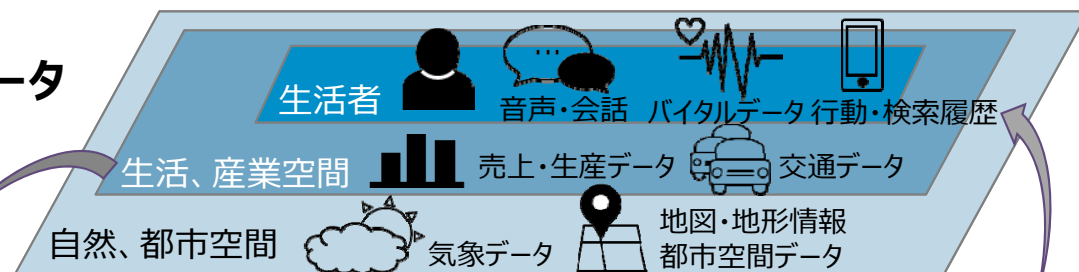 ータ
生活者
音声・会話
バイタルデータ
行動・検索履歴
生活、産業空間
売上・生産データ
交通データ
自然、都市空間
気象データ
地図・地形情報
都市空間データ